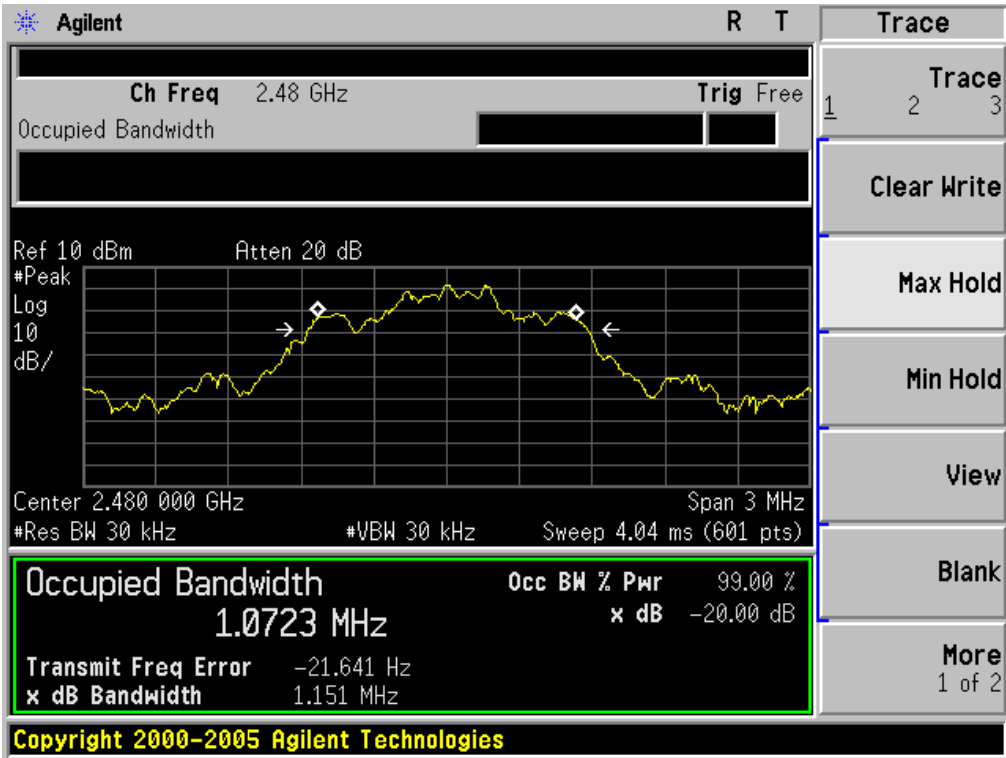 Agilent R T
Trace
Ch Freq 2.48 GHz Trig Free
Occupied Bandwidth
Trace
1 2 3
Clear Write
Max Hold
Min Hold
View
Blank
More
1 of 2
Ref 10 dBm Atten 20 dB
#Peak
Log
10
dB/
Center 2.480 000 GHz Span 3 MHz
#Res BW 30 kHz #VBW 30 kHz Sweep 4.04 ms (601 pts)
Occupied Bandwidth
1.0723 MHz
Occ BW % Pwr 99.00 %
x dB -20.00 dB
Transmit Freq Error -21.641 Hz
x dB Bandwidth 1.151 MHz
Copyright 2000-2005 Agilent Technologies